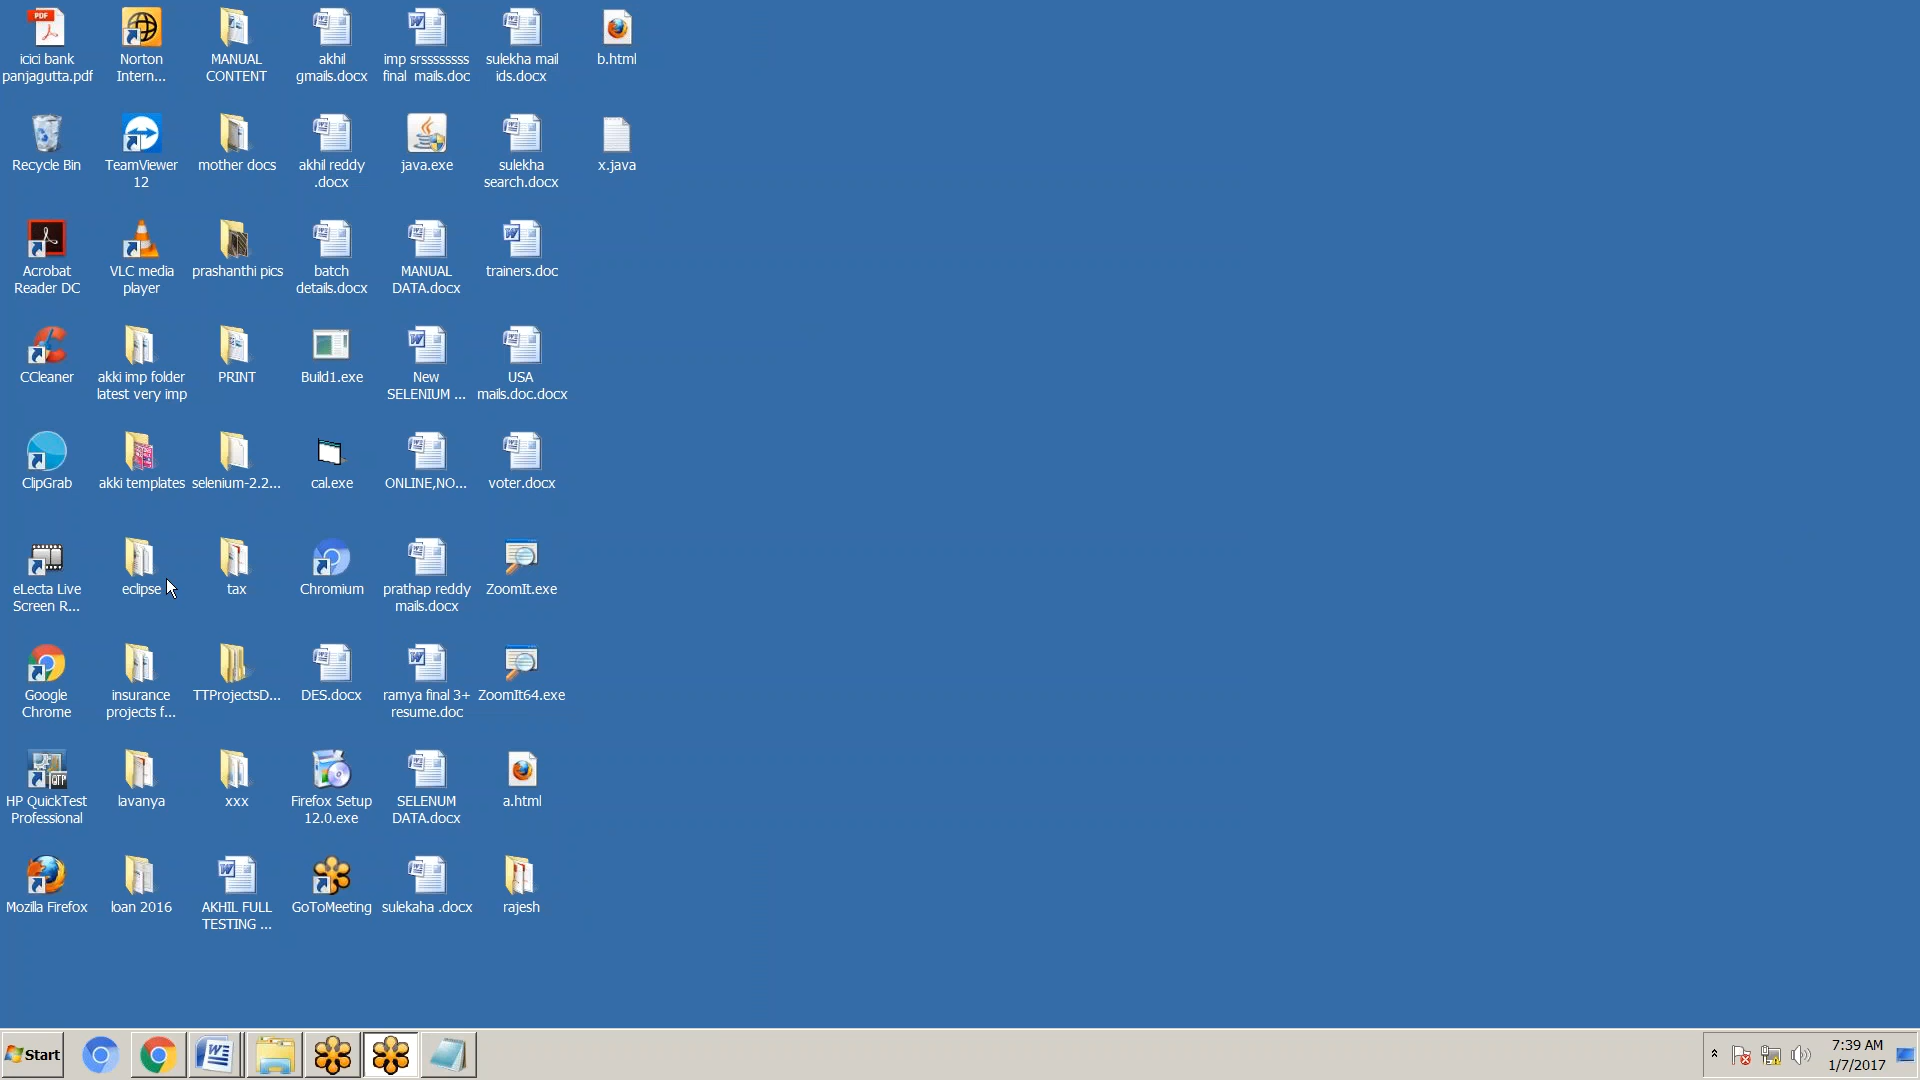 icici bank
panjagutta.pdf
Norton
Intern...
MANUAL
CONTENT
akhil
gmails.docx
imp srssssssss
final mails.doc
sulekha mail
ids.docx
b.html
Recycle Bin
TeamViewer
12
mother docs
akhil reddy
.docx
java.exe
sulekha
search.docx
x.java
Acrobat
Reader DC
VLC media
player
prashanthi pics
batch
details.docx
MANUAL
DATA.docx
trainers.doc
CCleaner
akki imp folder
latest very imp
PRINT
Build1.exe
New
SELENIUM ...
USA
mails.doc.docx
ClipGrab
akki templates
selenium-2.2...
cal.exe
ONLINE,NO...
voter.docx
eLecta Live
Screen R...
eclipse
tax
Chromium
prathap reddy
mails.docx
ZoomIt.exe
Google
Chrome
insurance
projects f...
TTProjectsD...
DES.docx
ramya final 3+
resume.doc
ZoomIt64.exe
HP QuickTest
Professional
lavanya
xxx
Firefox Setup
12.0.exe
SELENUM
DATA.docx
a.html
Mozilla Firefox
loan 2016
AKHIL FULL
TESTING ...
GoToMeeting
sulekaha .docx
rajesh
Start
7:39 AM
1/7/2017